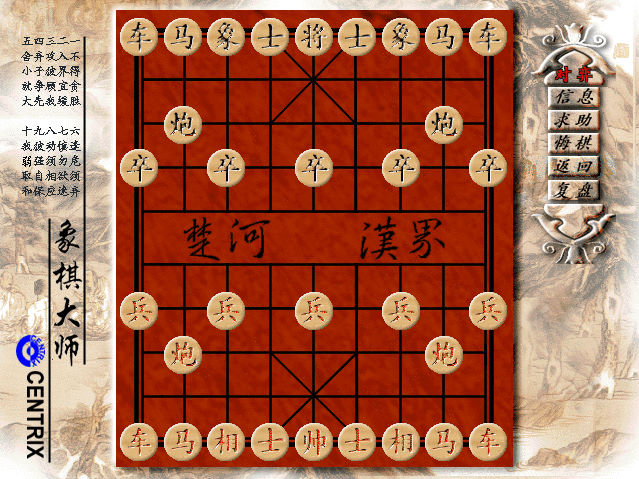 一不得贪胜
二入界宜缓
三攻彼顾我
四弃子争先
五舍小就大
六逢危须弃
七慎勿欲速
八动须相应
九彼强自保
十我弱取和
象棋大师
CENTRIX
CENTRIX
车马象士将士象马车
炮 炮
卒卒卒卒卒
楚河 漢界
兵兵兵兵兵
炮 炮
车马相士帅士相马车
对弈
信息
求助
悔棋
返回
复盘